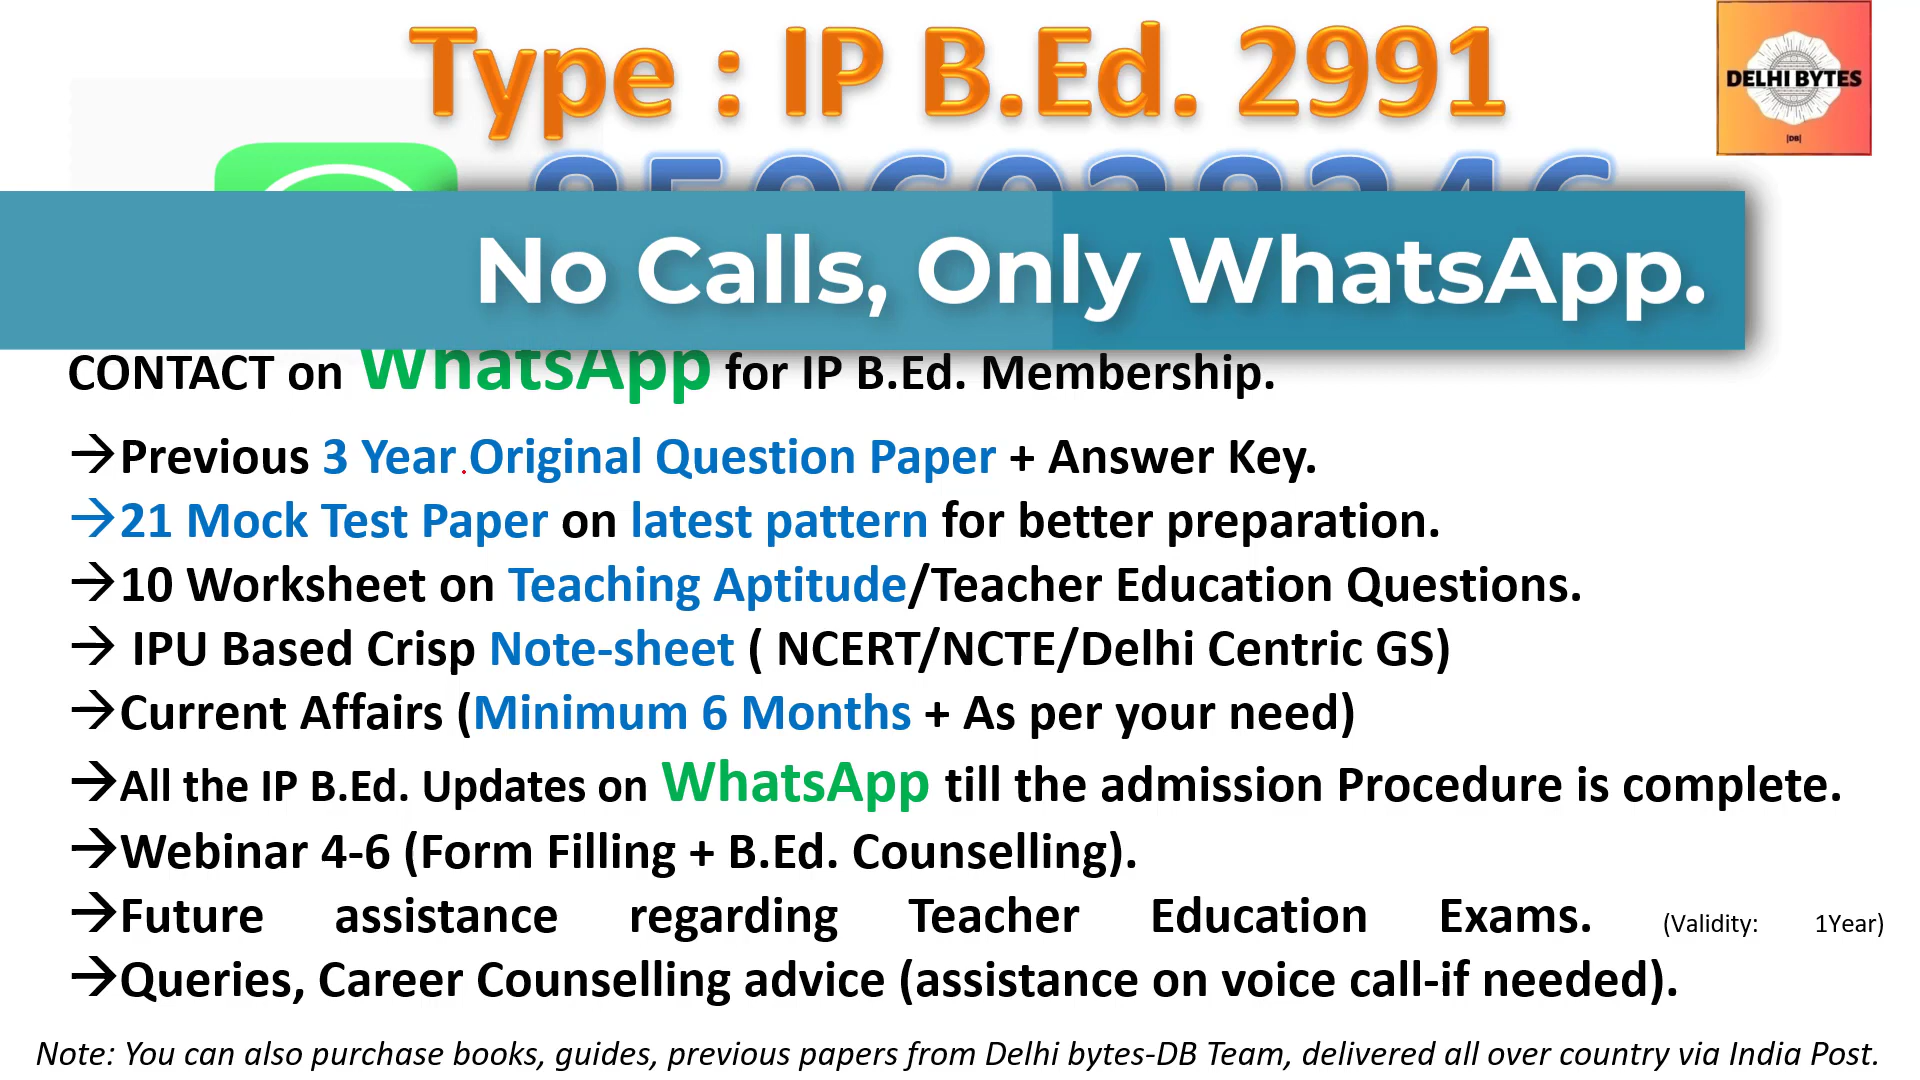 Type : IP B.Ed. 2991
DELHI BYTES
|DB|
No Calls, Only WhatsApp.
CONTACT on WhatsApp for IP B.Ed. Membership.
→Previous 3 Year Original Question Paper + Answer Key.
→21 Mock Test Paper on latest pattern for better preparation.
→10 Worksheet on Teaching Aptitude/Teacher Education Questions.
→ IPU Based Crisp Note-sheet ( NCERT/NCTE/Delhi Centric GS)
→Current Affairs (Minimum 6 Months + As per your need)
→All the IP B.Ed. Updates on WhatsApp till the admission Procedure is complete.
→Webinar 4-6 (Form Filling + B.Ed. Counselling).
→Future assistance regarding Teacher Education Exams. (Validity: 1Year)
→Queries, Career Counselling advice (assistance on voice call-if needed).
Note: You can also purchase books, guides, previous papers from Delhi bytes-DB Team, delivered all over country via India Post.